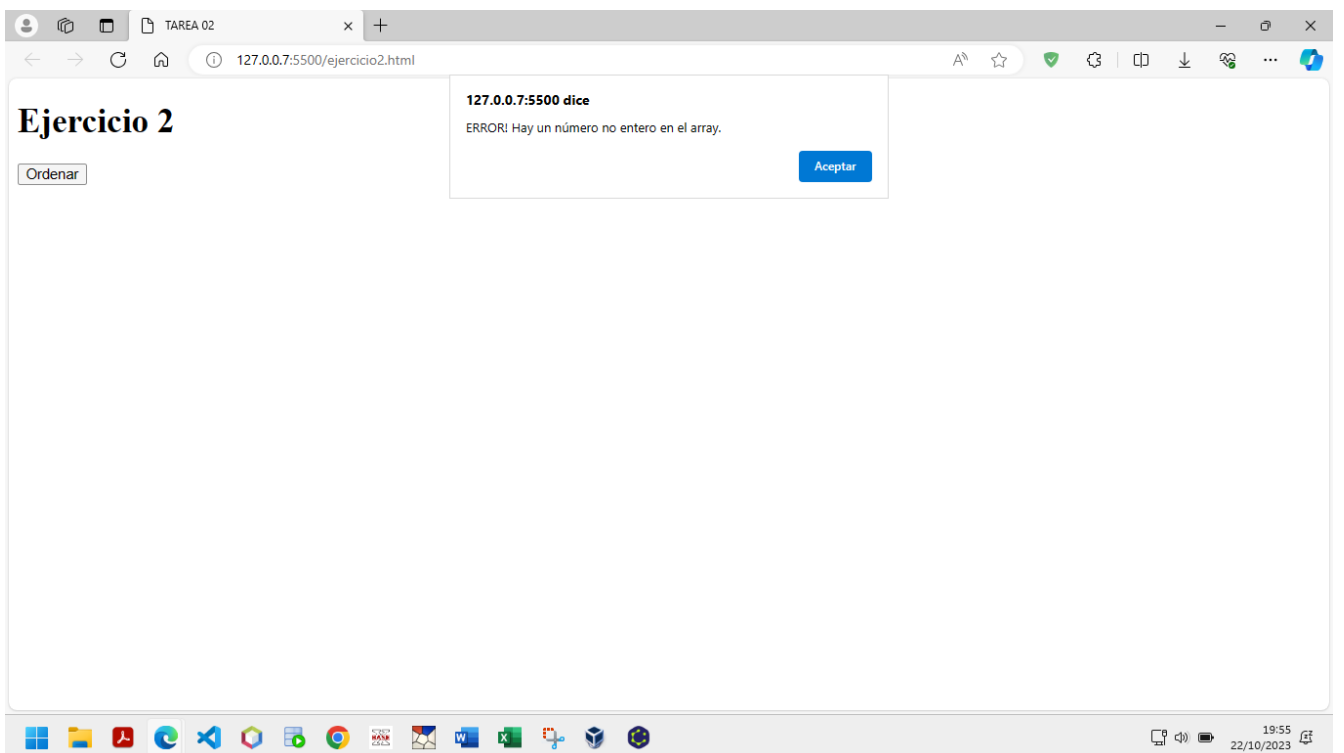 TAREA 02
127.0.0.7:5500/ejercicio2.html
127.0.0.7:5500 dice
ERROR! Hay un número no entero en el array.
Aceptar
Ejercicio 2
Ordenar
19:55
22/10/2023